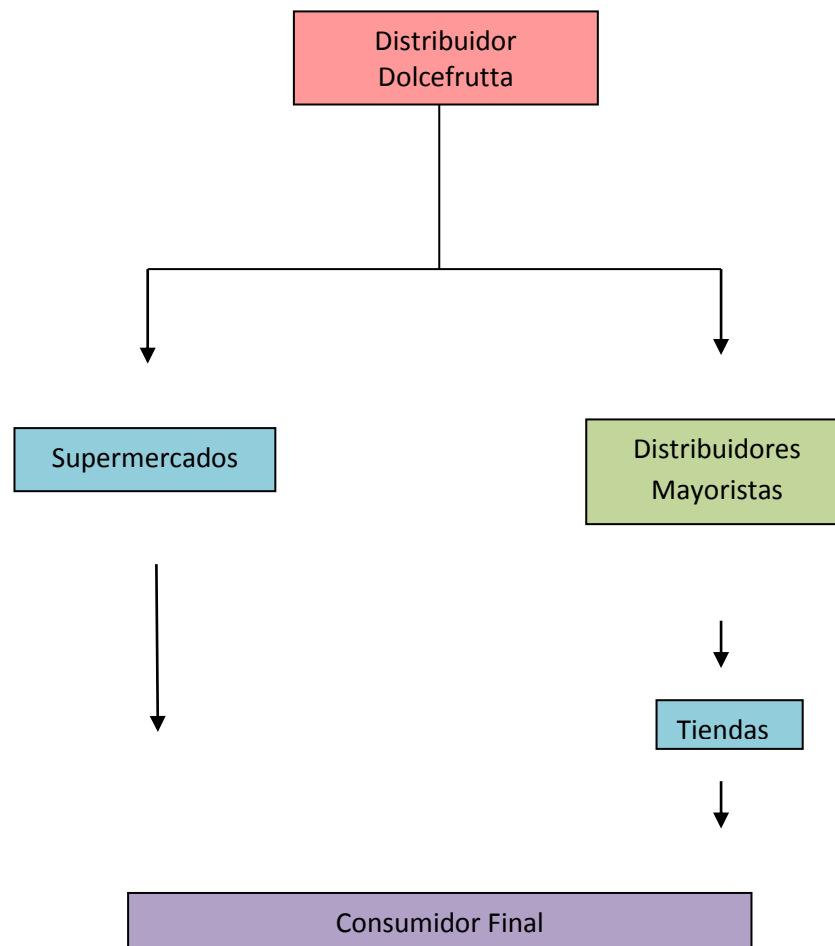 Distribuidor
Dolcefrutta
Supermercados
Distribuidores
Mayoristas
Tiendas
Consumidor Final